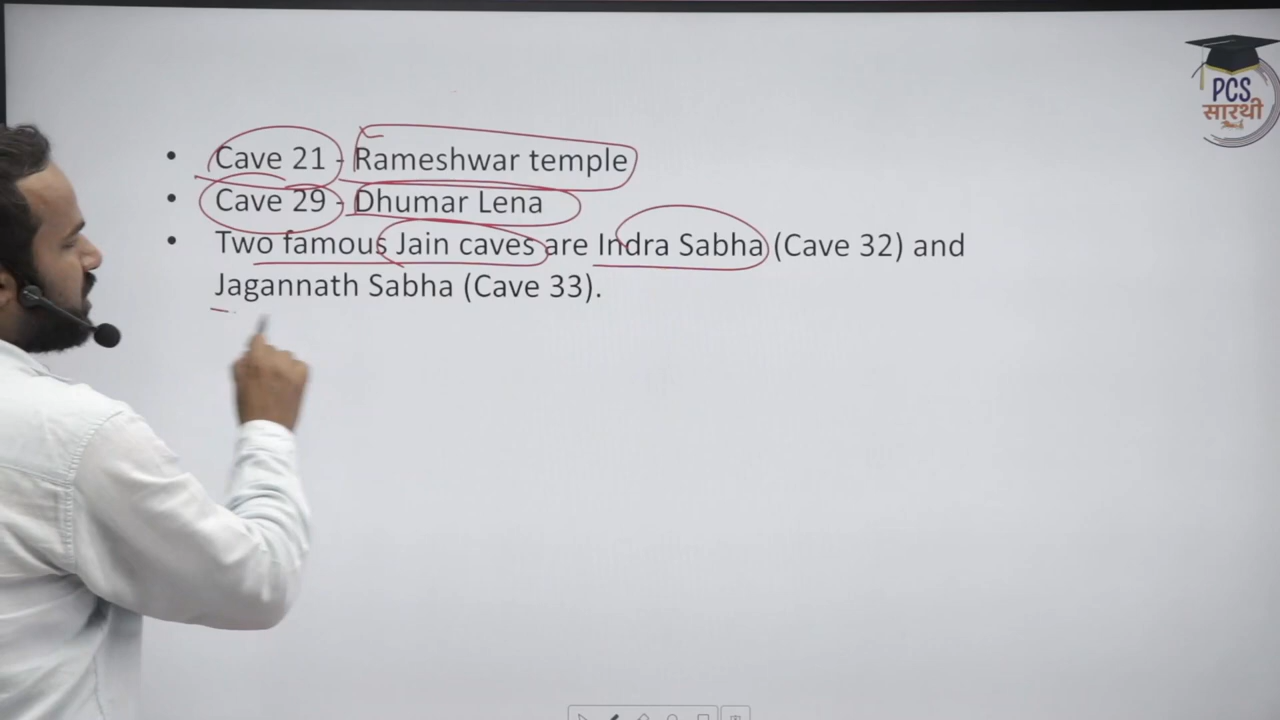 PCS
सारथी
• Cave 21 - Rameshwar temple
• Cave 29 - Dhumar Lena
• Two famous Jain caves are Indra Sabha (Cave 32) and
Jagannath Sabha (Cave 33).